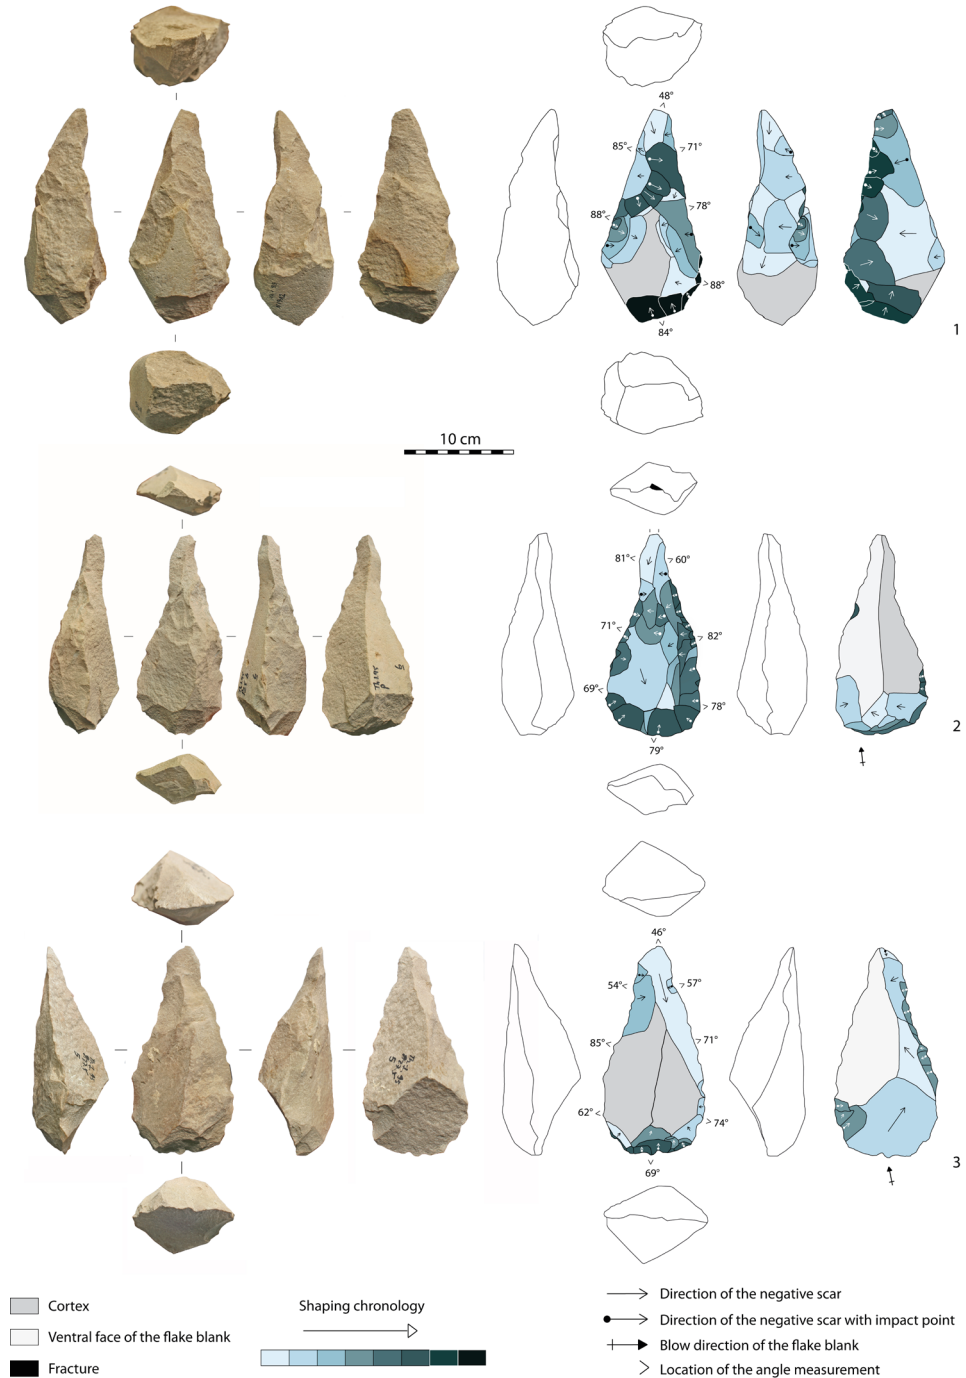 48°
85°
71°
78°
88°
88°
84°
1
10 cm
81°
60°
71°
82°
69°
78°
79°
2
46°
54°
57°
85°
71°
62°
74°
69°
3
Cortex
Ventral face of the flake blank
Fracture
Shaping chronology
Direction of the negative scar
Direction of the negative scar with impact point
Blow direction of the flake blank
Location of the angle measurement